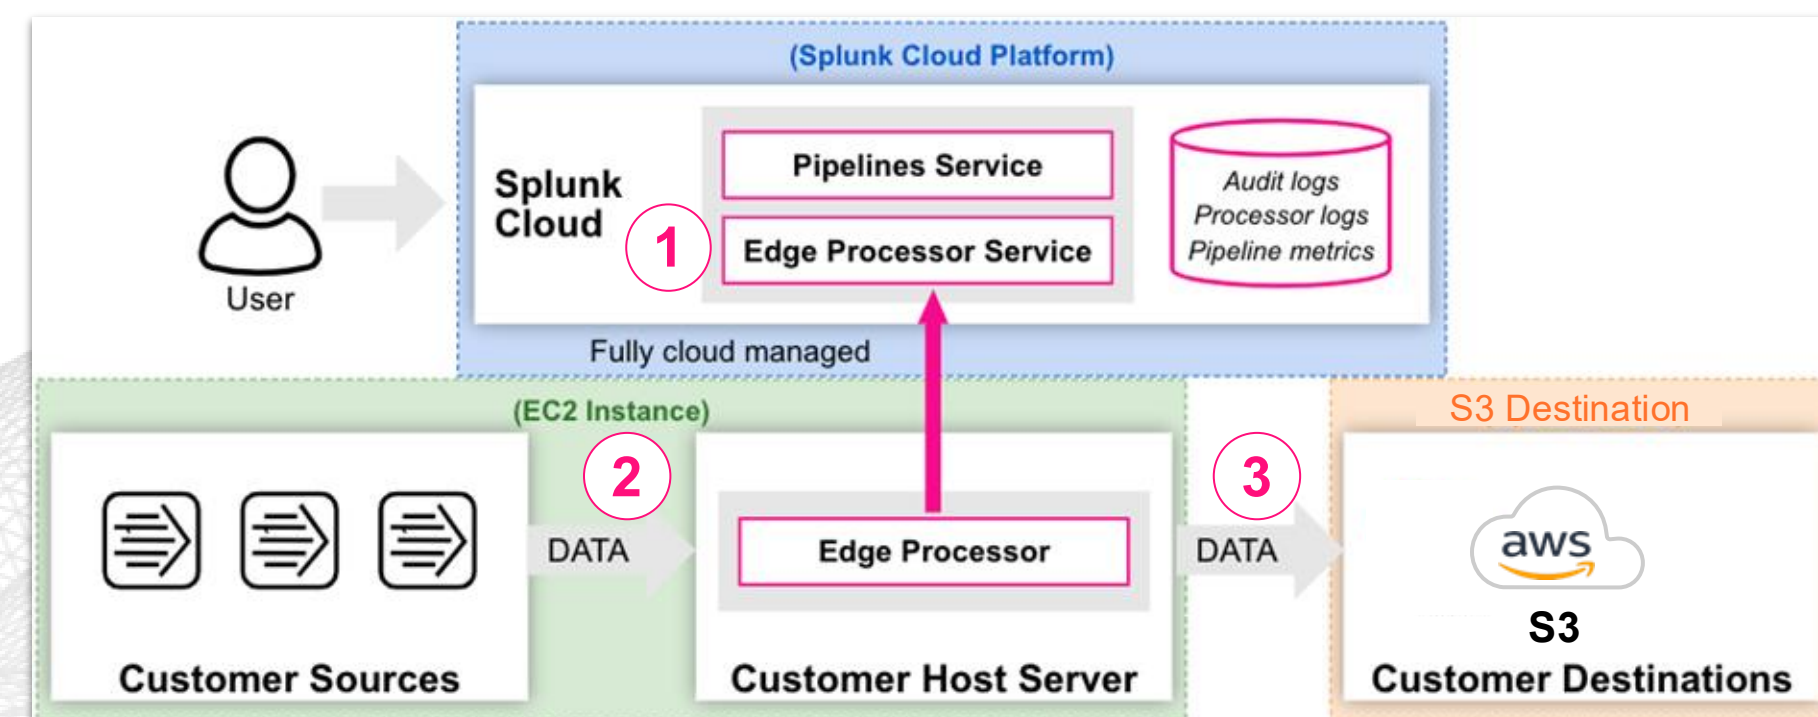 (Splunk Cloud Platform)
Splunk
Cloud
Pipelines Service
1
Edge Processor Service
Audit logs
Processor logs
Pipeline metrics
User
Fully cloud managed
(EC2 Instance)
S3 Destination
2
3
DATA
Edge Processor
DATA
aws
S3
Customer Sources
Customer Host Server
Customer Destinations